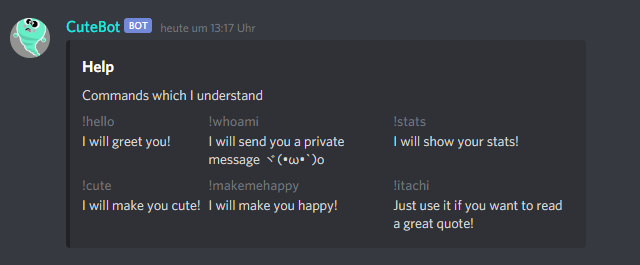 CuteBot BOT heute um 13:17 Uhr
Help
Commands which I understand
!hello
I will greet you!
!whoami
I will send you a private
message ヾ(•ω•`)o
!stats
I will show your stats!
!cute
I will make you cute!
!makemehappy
I will make you happy!
!itachi
Just use it if you want to read
a great quote!